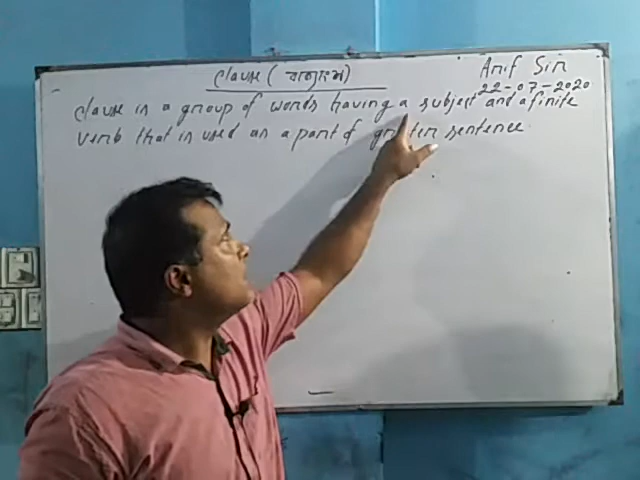 Clause (বাক্যাংশ)
Arif Sir
22-07-2020
Clause is a group of words having a subject and a finite
verb that is used as a part of greater sentence.